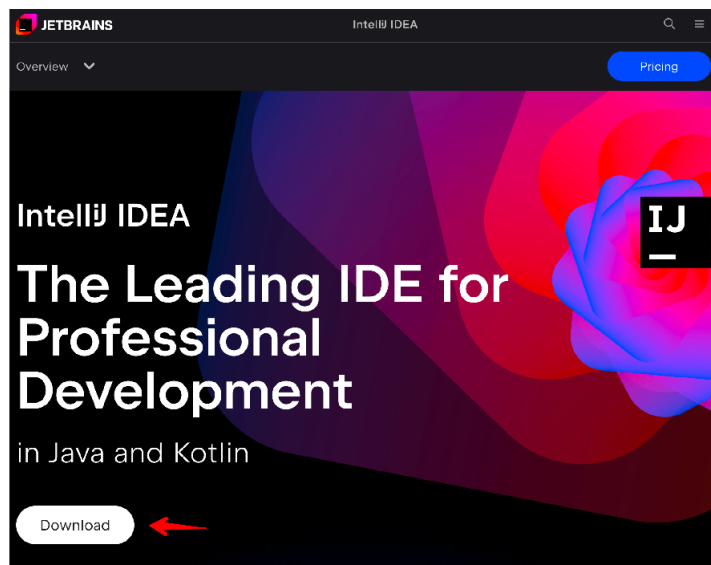 JETBRAINS
IntelliJ IDEA
Overview
Pricing
IntelliJ IDEA
IJ
The Leading IDE for
Professional
Development
in Java and Kotlin
Download